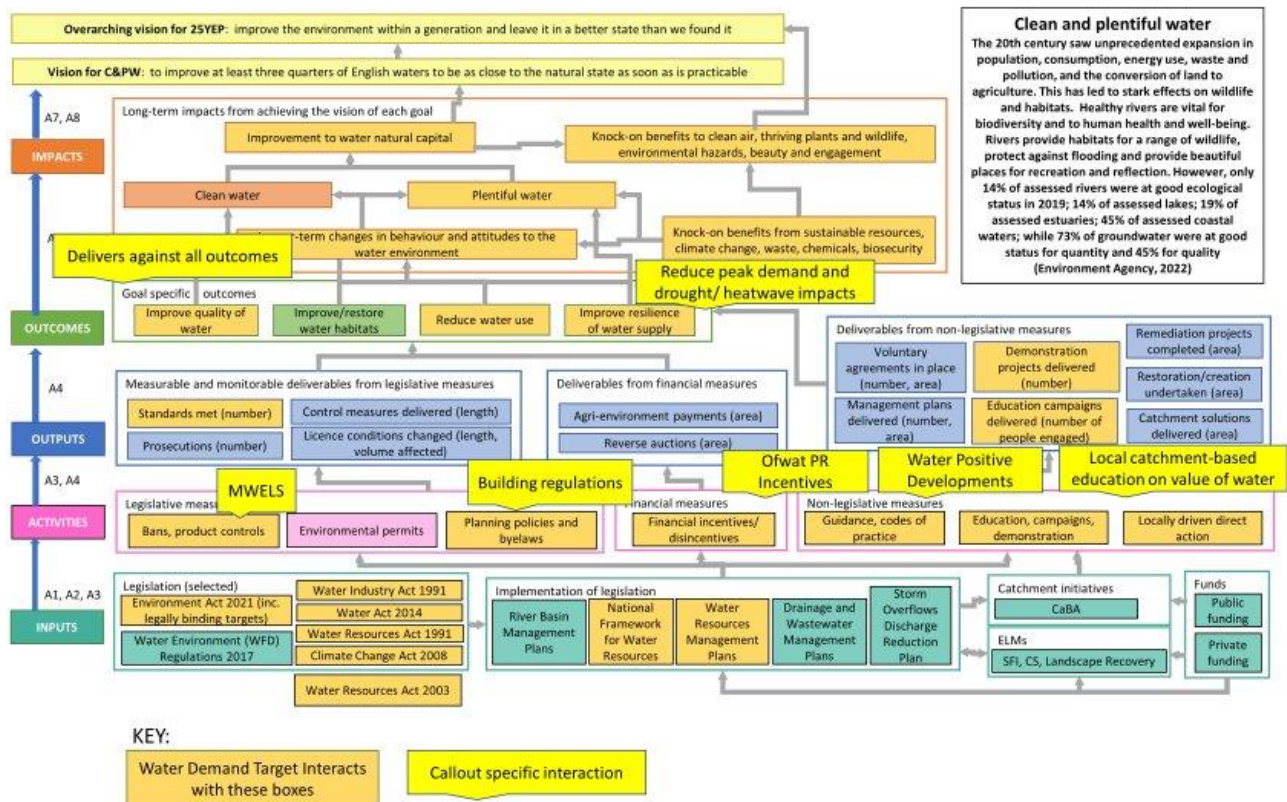 Overarching vision for 25YEP: improve the environment within a generation and leave it in a better state than we found it
Vision for C&PW: to improve at least three quarters of English waters to be as close to the natural state as soon as is practicable
Clean and plentiful water
The 20th century saw unprecedented expansion in
population, consumption, energy use, waste and
pollution, and the conversion of land to
agriculture. This has led to stark effects on wildlife
and habitats. Healthy rivers are vital for
biodiversity and to human health and well-being.
Rivers provide habitats for a range of wildlife,
protect against flooding and provide beautiful
places for recreation and reflection. However, only
14% of assessed rivers were at good ecological
status in 2019; 14% of assessed lakes; 19% of
assessed estuaries; 45% of assessed coastal
waters; while 73% of groundwater were at good
status for quantity and 45% for quality
(Environment Agency, 2022)
A7, A8
IMPACTS
A
Long-term impacts from achieving the vision of each goal
Improvement to water natural capital
Knock-on benefits to clean air, thriving plants and wildlife,
environmental hazards, beauty and engagement
Clean water
Plentiful water
-term changes in behaviour and attitudes to the
water environment
Knock-on benefits from sustainable resources,
climate change, waste, chemicals, biosecurity
Delivers against all outcomes
Reduce peak demand and
drought/ heatwave impacts
OUTCOMES
Goal specific outcomes
Improve quality of
water
Improve/restore
water habitats
Reduce water use
Improve resilience
of water supply
A4
OUTPUTS
Measurable and monitorable deliverables from legislative measures
Standards met (number)
Control measures delivered (length)
Prosecutions (number)
Licence conditions changed (length,
volume affected)
Deliverables from financial measures
Agri-environment payments (area)
Reverse auctions (area)
Deliverables from non-legislative measures
Voluntary
agreements in place
(number, area)
Demonstration
projects delivered
(number)
Remediation projects
completed (area)
Restoration/creation
undertaken (area)
Management plans
delivered (number,
area)
Education campaigns
delivered (number of
people engaged)
Catchment solutions
delivered (area)
A3, A4
ACTIVITIES
MWELS
Building regulations
Ofwat PR
Incentives
Water Positive
Developments
Local catchment-based
education on value of water
Legislative measu
Bans, product controls
Environmental permits
Planning policies and
byelaws
Financial measures
Financial incentives/
disincentives
Non-legislative measures
Guidance, codes of
practice
Education, campaigns,
demonstration
Locally driven direct
action
A1, A2, A3
INPUTS
Legislation (selected)
Environment Act 2021 (inc.
legally binding targets)
Water Environment (WFD)
Regulations 2017
Water Industry Act 1991
Water Act 2014
Water Resources Act 1991
Climate Change Act 2008
Water Resources Act 2003
Implementation of legislation
River Basin
Management
Plans
National
Framework
for Water
Resources
Water
Resources
Management
Plans
Drainage and
Wastewater
Management
Plans
Storm
Overflows
Discharge
Reduction
Plan
Catchment initiatives
CaBA
ELMs
SFI, CS, Landscape Recovery
Funds
Public
funding
Private
funding
KEY:
Water Demand Target Interacts
with these boxes
Callout specific interaction